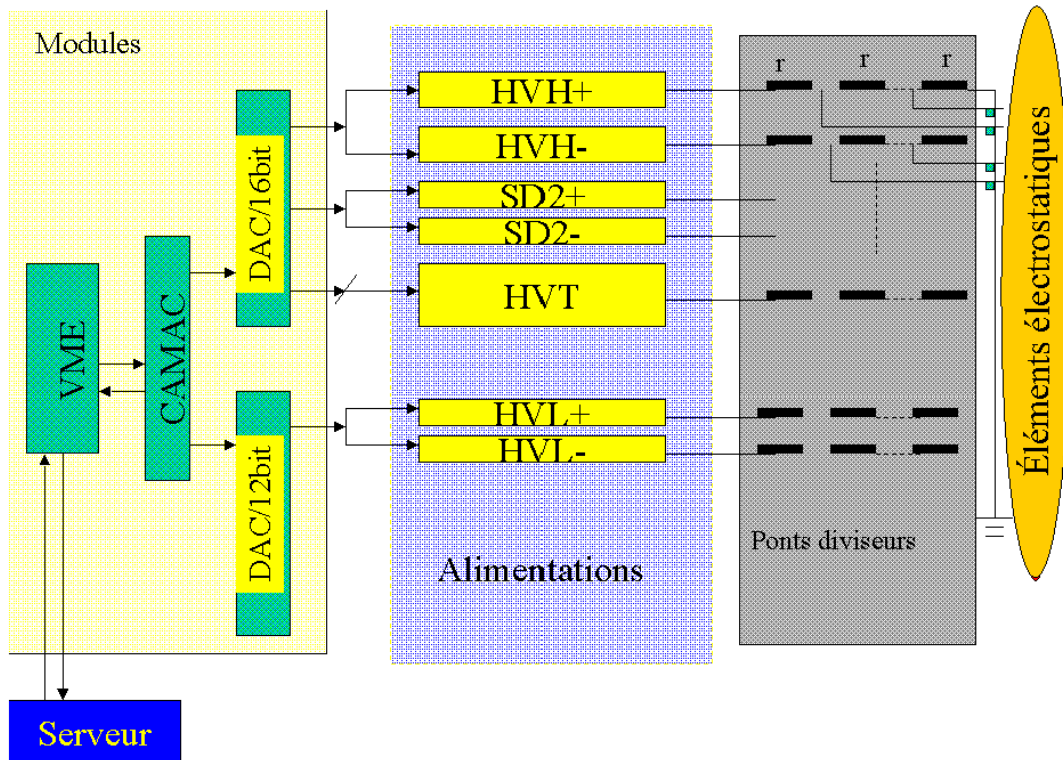 Modules
DAC/16bit
VME
CAMAC
DAC/12bit
Serveur
HVH+
HVH-
SD2+
SD2-
HVT
HVL+
HVL-
Alimentations
r r r
Ponts diviseurs
Éléments électrostatiques